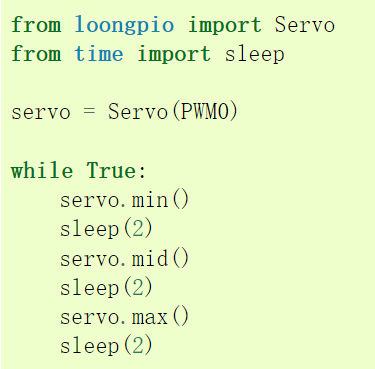 from loongpio import Servo
from time import sleep

servo = Servo(PWM0)

while True:
    servo.min()
    sleep(2)
    servo.mid()
    sleep(2)
    servo.max()
    sleep(2)